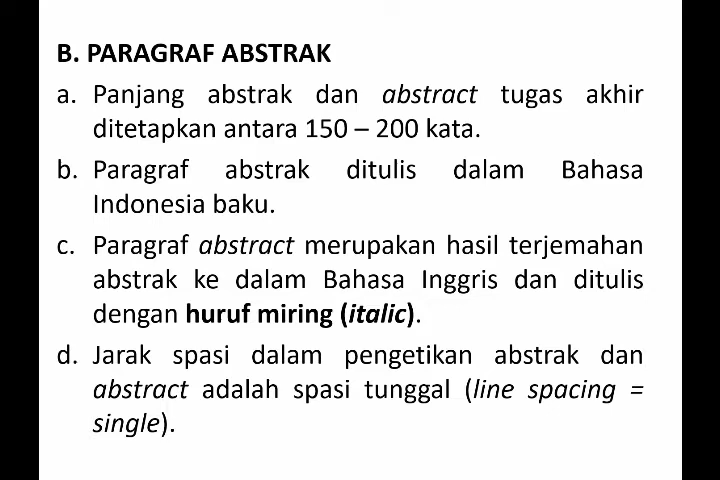 B. PARAGRAF ABSTRAK
a. Panjang abstrak dan abstract tugas akhir
ditetapkan antara 150 – 200 kata.
b. Paragraf abstrak ditulis dalam Bahasa
Indonesia baku.
c. Paragraf abstract merupakan hasil terjemahan
abstrak ke dalam Bahasa Inggris dan ditulis
dengan huruf miring (italic).
d. Jarak spasi dalam pengetikan abstrak dan
abstract adalah spasi tunggal (line spacing =
single).